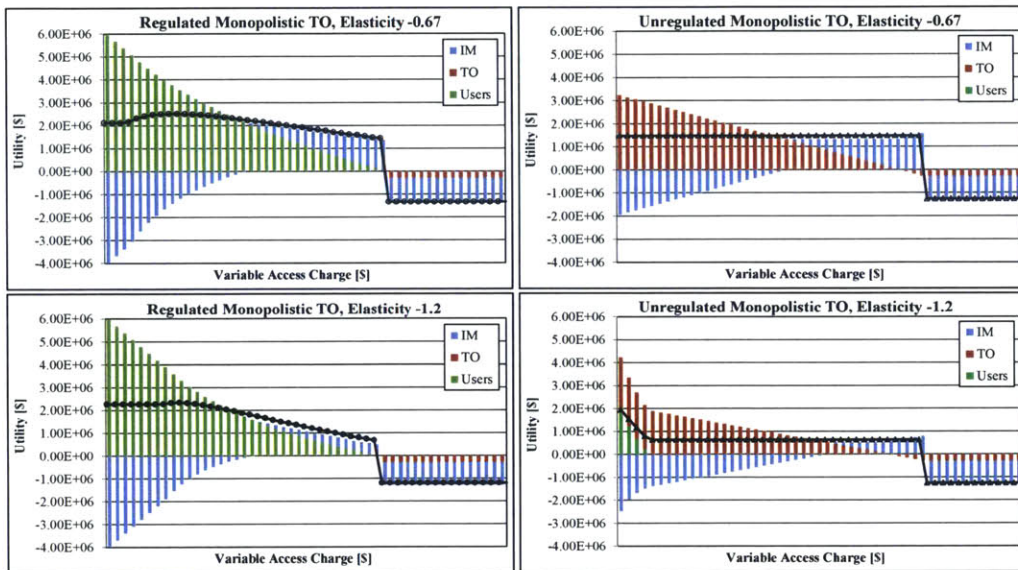 Regulated Monopolistic TO, Elasticity -0.67
6.00E+06
5.00E+06
4.00E+06
3.00E+06
2.00E+06
1.00E+06
0.00E+00
-1.00E+06
-2.00E+06
-3.00E+06
-4.00E+06
Utility [$]
IM
TO
Users
Variable Access Charge [$]
Unregulated Monopolistic TO, Elasticity -0.67
6.00E+06
5.00E+06
4.00E+06
3.00E+06
2.00E+06
1.00E+06
0.00E+00
-1.00E+06
-2.00E+06
-3.00E+06
-4.00E+06
Utility [$]
IM
TO
Users
Variable Access Charge [$]
Regulated Monopolistic TO, Elasticity -1.2
6.00E+06
5.00E+06
4.00E+06
3.00E+06
2.00E+06
1.00E+06
0.00E+00
-1.00E+06
-2.00E+06
-3.00E+06
-4.00E+06
Utility [$]
IM
TO
Users
Variable Access Charge [$]
Unregulated Monopolistic TO, Elasticity -1.2
6.00E+06
5.00E+06
4.00E+06
3.00E+06
2.00E+06
1.00E+06
0.00E+00
-1.00E+06
-2.00E+06
-3.00E+06
-4.00E+06
Utility [$]
IM
TO
Users
Variable Access Charge [$]